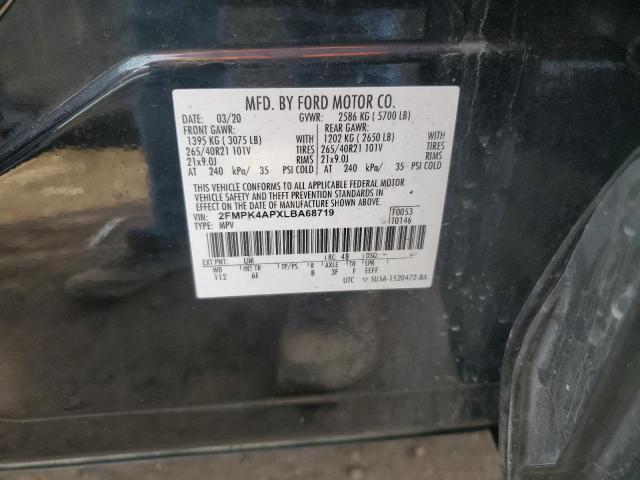 MFD. BY FORD MOTOR CO.
DATE: 03/20 GVWR: 2586 KG ( 5700 LB)
FRONT GAWR: REAR GAWR:
1395 KG ( 3075 LB) WITH 1202 KG ( 2650 LB) WITH
265/40R21 101V TIRES 265/40R21 101V TIRES
21x9.0J RIMS 21x9.0J RIMS
AT 240 kPa/ 35 PSI COLD AT 240 kPa/ 35 PSI COLD
THIS VEHICLE CONFORMS TO ALL APPLICABLE FEDERAL MOTOR
VEHICLE SAFETY AND THEFT PREVENTION STANDARDS IN
EFFECT ON THE DATE OF MANUFACTURE SHOWN ABOVE.
VIN: 2FMPK4APXLBA68719 F0053
TYPE: MPV T0146
EXT PNT: UM RC: 48 DSO:
WB INT TR TP/PS R AXLE TR SPR
112 6E B 3F F EEFF
UTC 5U5A-1520472-BA